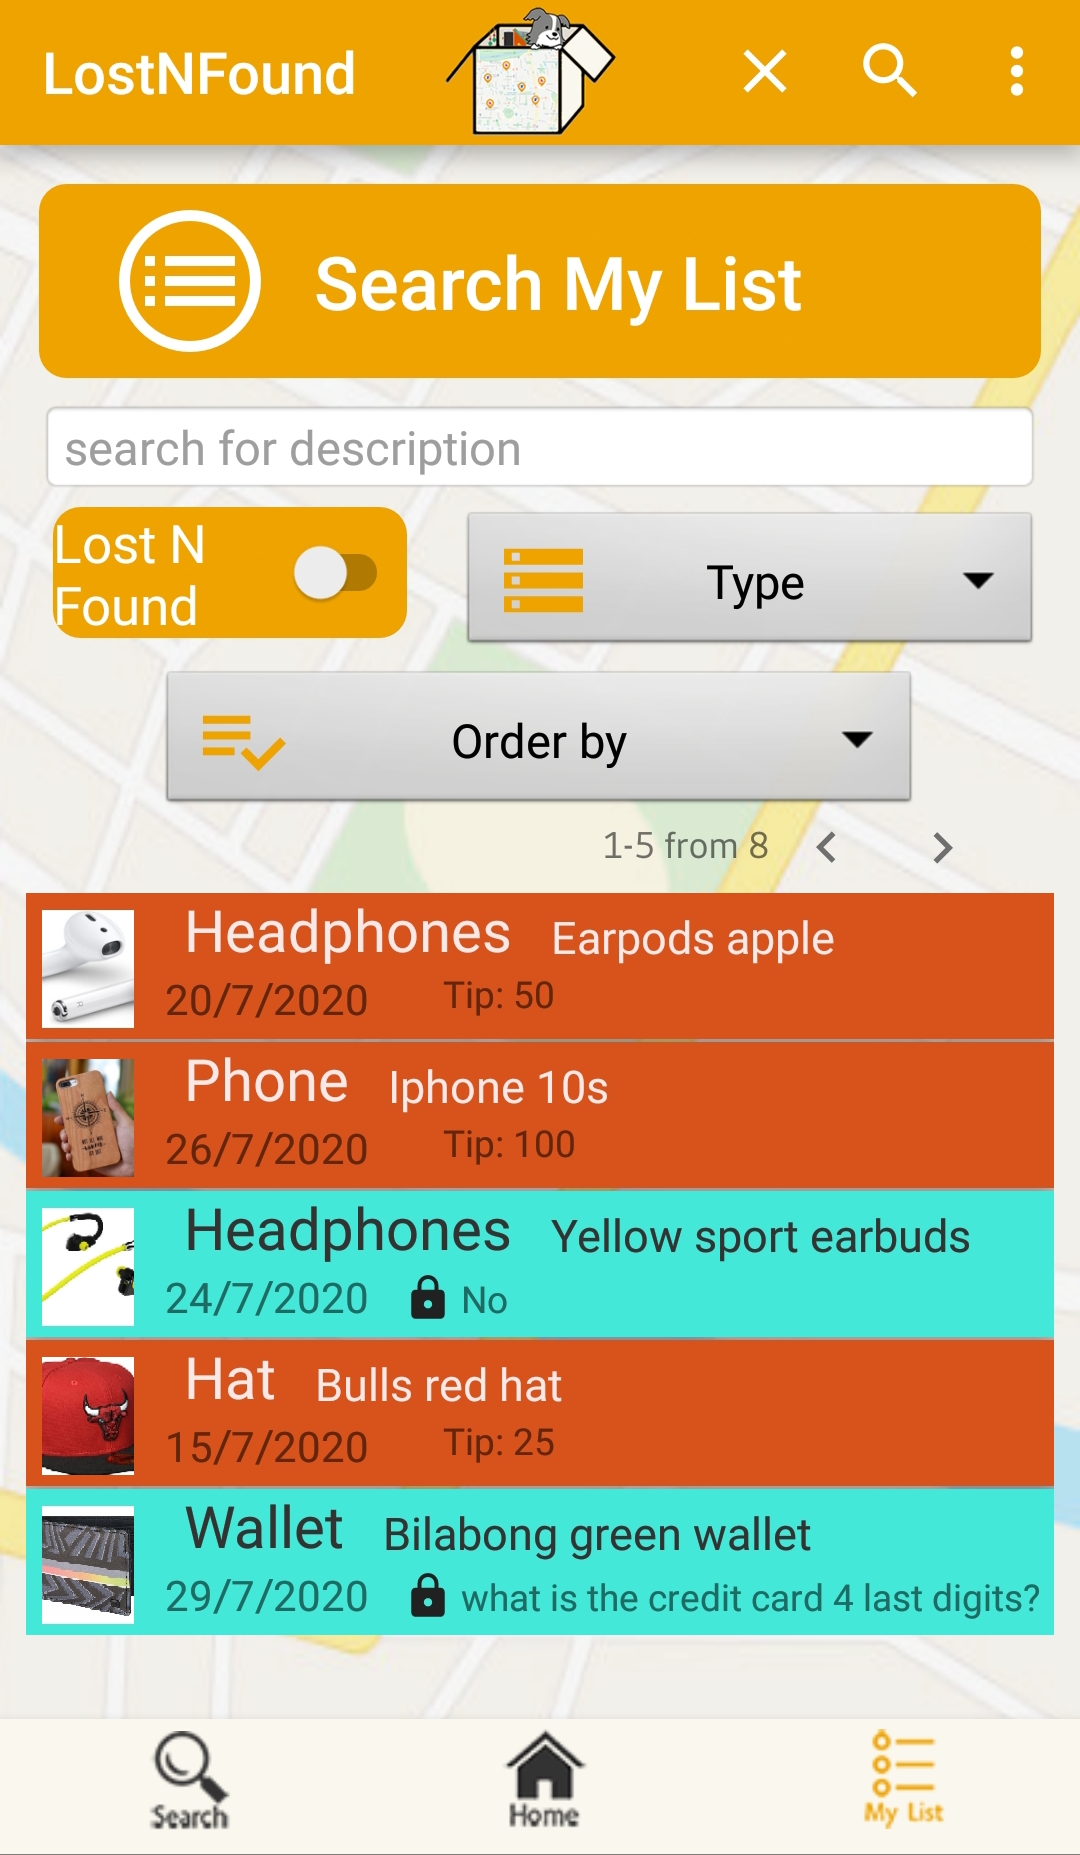 LostNFound
Search My List
search for description
Lost N
Found
Type
Order by
1-5 from 8
Headphones Earpods apple
20/7/2020 Tip: 50
Phone Iphone 10s
26/7/2020 Tip: 100
Headphones Yellow sport earbuds
24/7/2020 No
Hat Bulls red hat
15/7/2020 Tip: 25
Wallet Bilabong green wallet
29/7/2020 what is the credit card 4 last digits?
Search Home My List